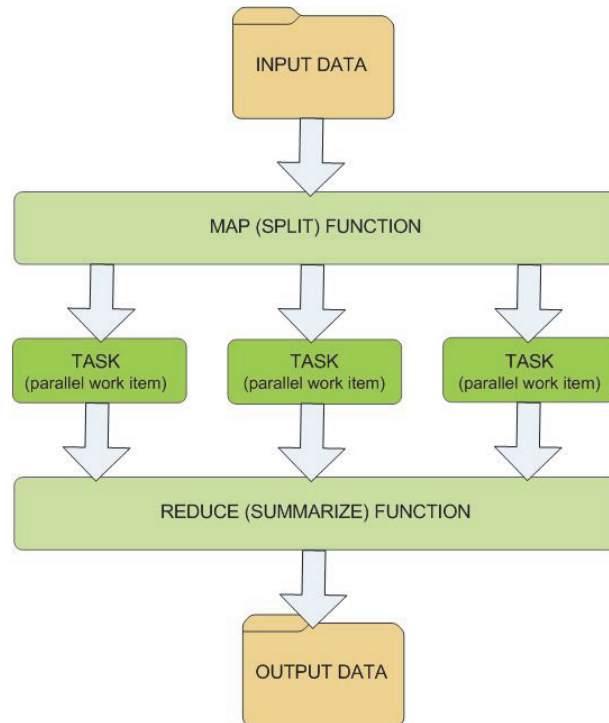 INPUT DATA
MAP (SPLIT) FUNCTION
TASK
(parallel work item)
TASK
(parallel work item)
TASK
(parallel work item)
REDUCE (SUMMARIZE) FUNCTION
OUTPUT DATA